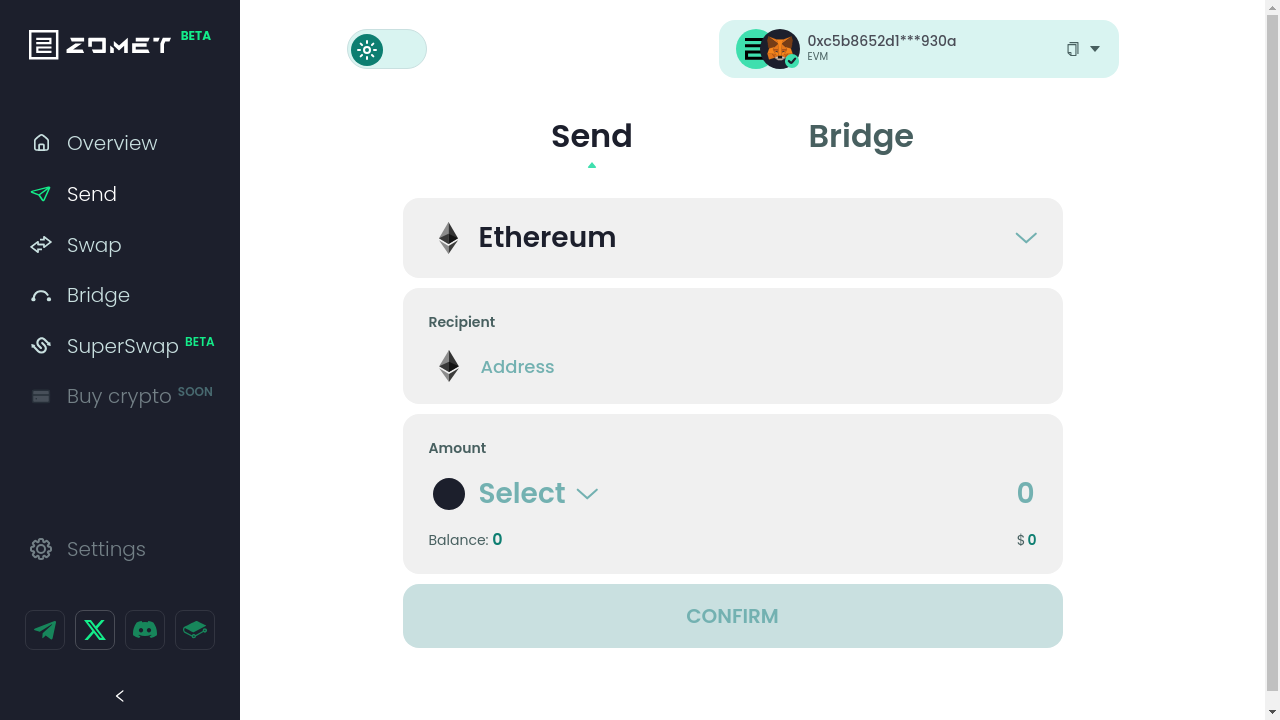 ZOMET BETA
Overview
Send
Swap
Bridge
SuperSwap BETA
Buy crypto SOON
Settings
0xc5b8652d1***930a
EVM
Send Bridge
Ethereum
Recipient
Address
Amount
Select 0
Balance: 0 $ 0
CONFIRM